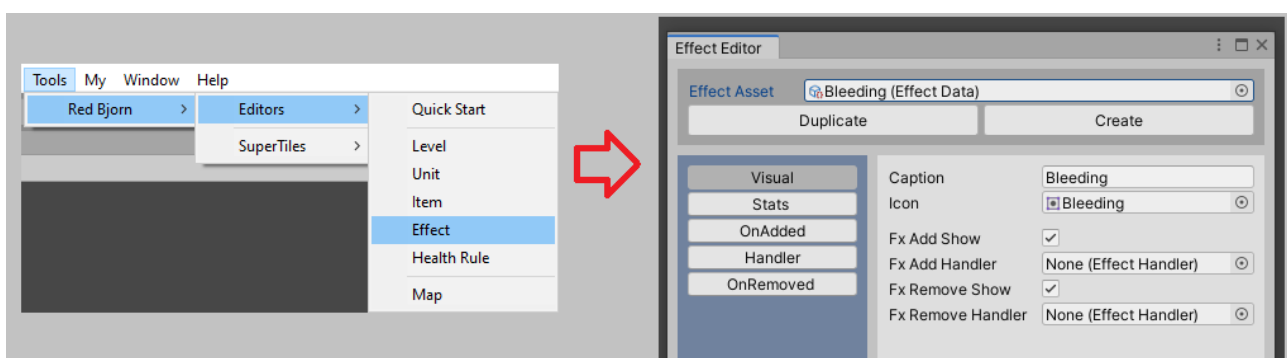 Tools My Window Help
Red Bjorn >
Editors >
SuperTiles >
Quick Start
Level
Unit
Item
Effect
Health Rule
Map
Effect Editor
Effect Asset Bleeding (Effect Data)
Duplicate Create
Visual
Stats
OnAdded
Handler
OnRemoved
Caption Bleeding
Icon Bleeding
Fx Add Show
Fx Add Handler None (Effect Handler)
Fx Remove Show
Fx Remove Handler None (Effect Handler)